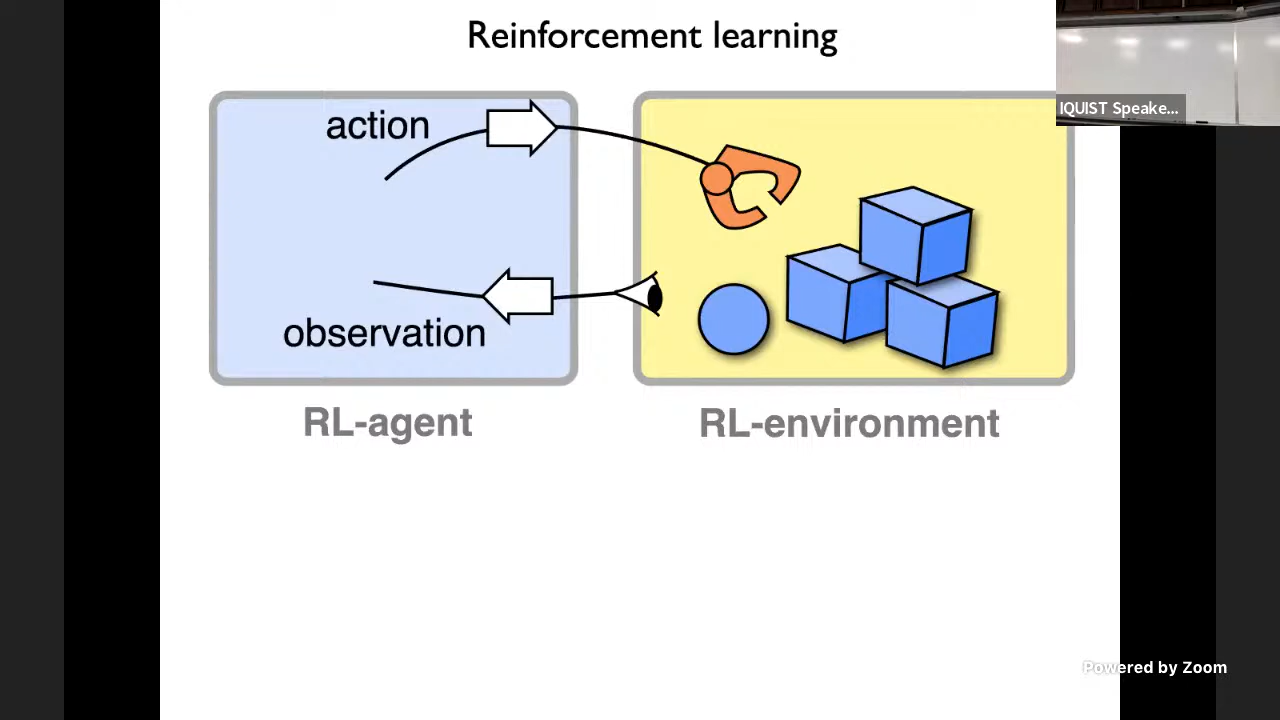 Reinforcement learning
IQUIST Speake...
action
observation
RL-agent
RL-environment
Powered by Zoom